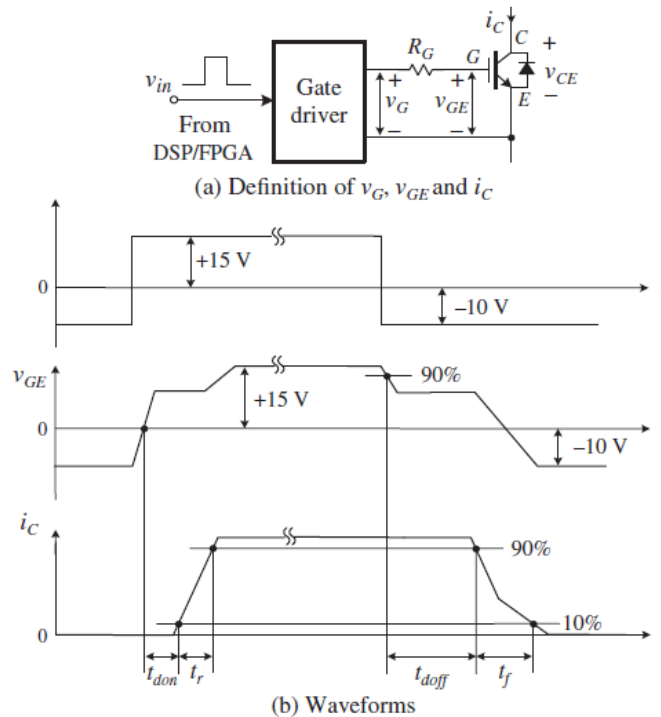 i_C
C
R_G
G
+
v_in
Gate
driver
+
v_G
−
+
v_GE
−
v_CE
E
−
From
DSP/FPGA
(a) Definition of v_G, v_GE and i_C
+15 V
0
−10 V
v_GE
90%
+15 V
0
−10 V
i_C
90%
10%
0
t_don
t_r
t_doff
t_f
(b) Waveforms